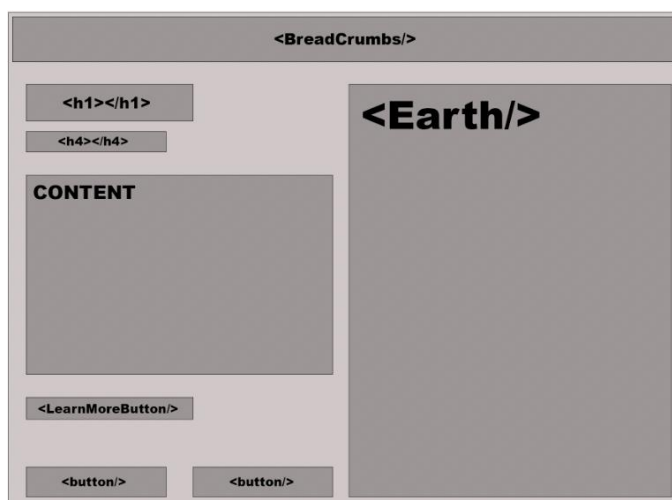 <BreadCrumbs/>
<h1></h1>
<h4></h4>
CONTENT
<LearnMoreButton/>
<button/>
<button/>
<Earth/>